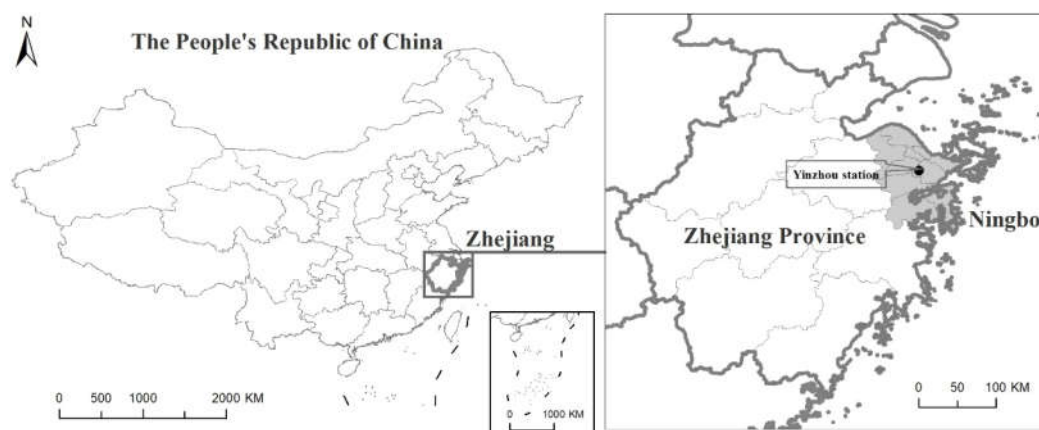 N
The People's Republic of China
Zhejiang
0 500 1000 2000 KM
0 1000 KM
Yinzhou station
Ningbo
Zhejiang Province
0 50 100 KM